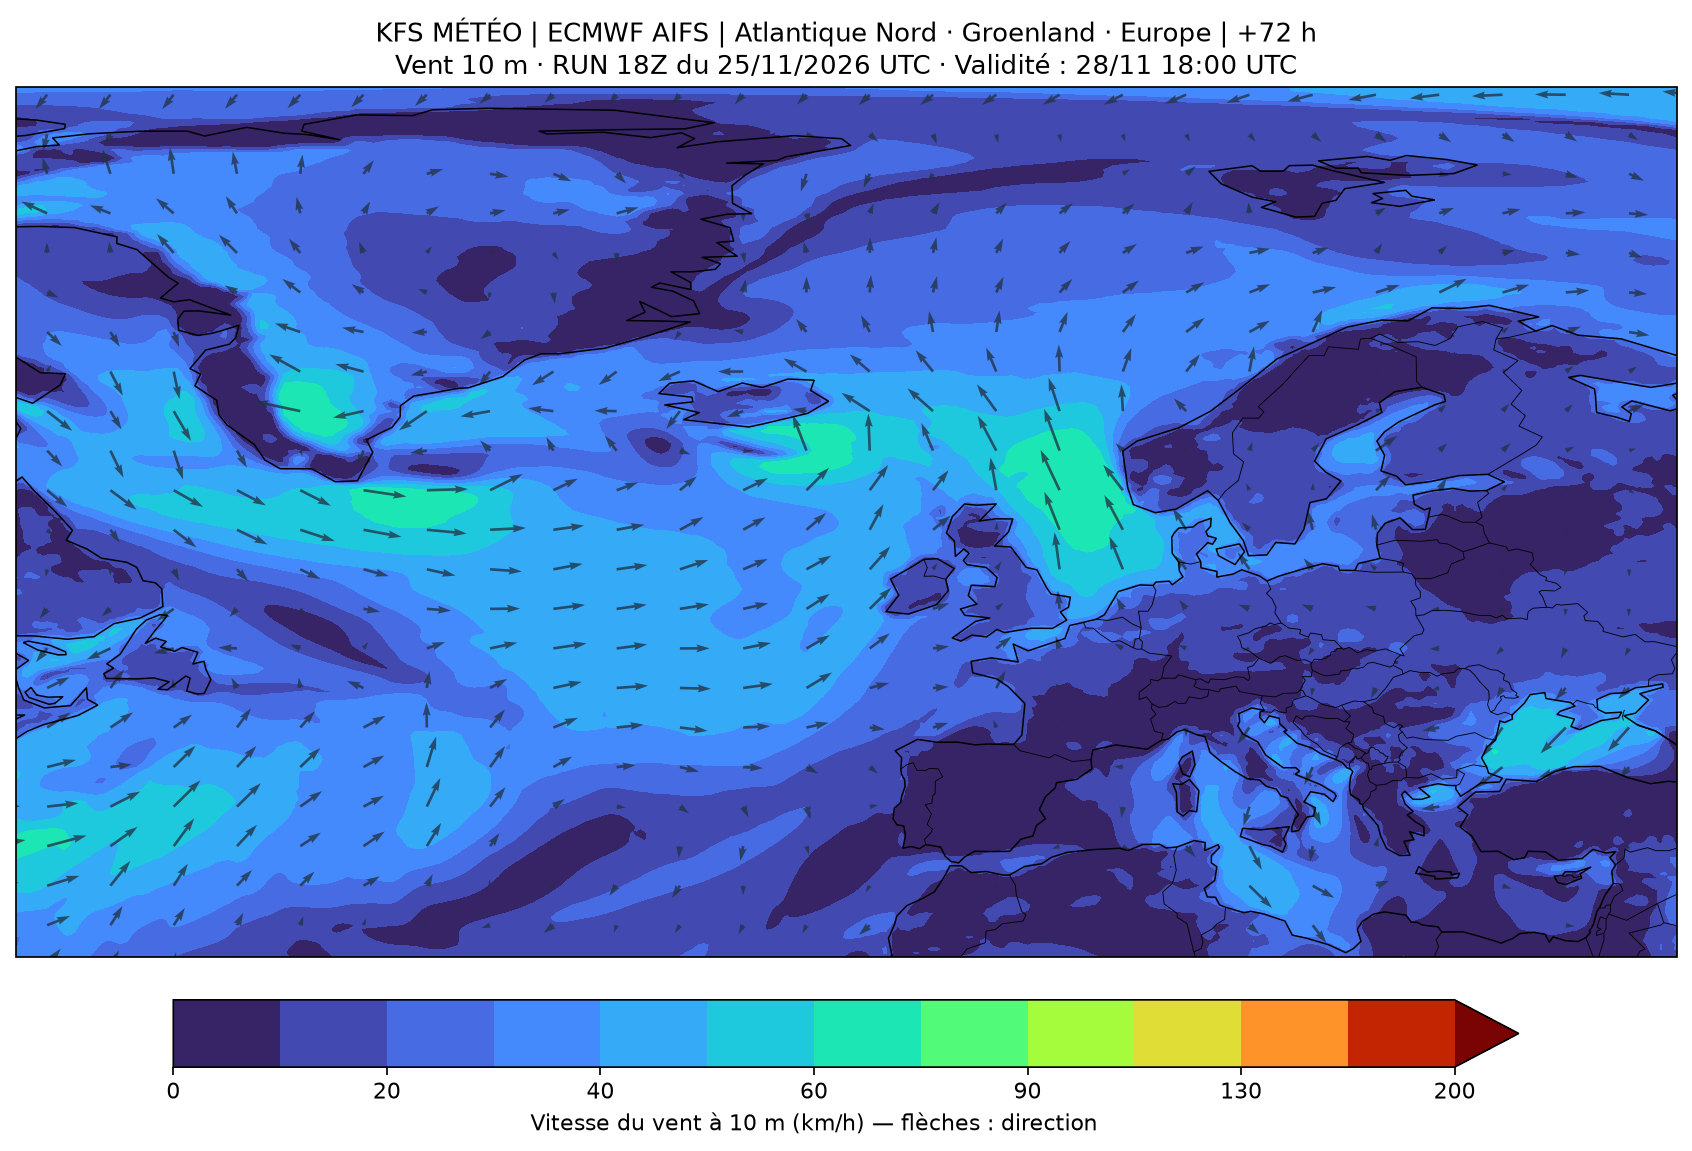 KFS MÉTÉO | ECMWF AIFS | Atlantique Nord · Groenland · Europe | +72 h
Vent 10 m · RUN 18Z du 25/11/2026 UTC · Validité : 28/11 18:00 UTC
0 20 40 60 90 130 200
Vitesse du vent à 10 m (km/h) — flèches : direction